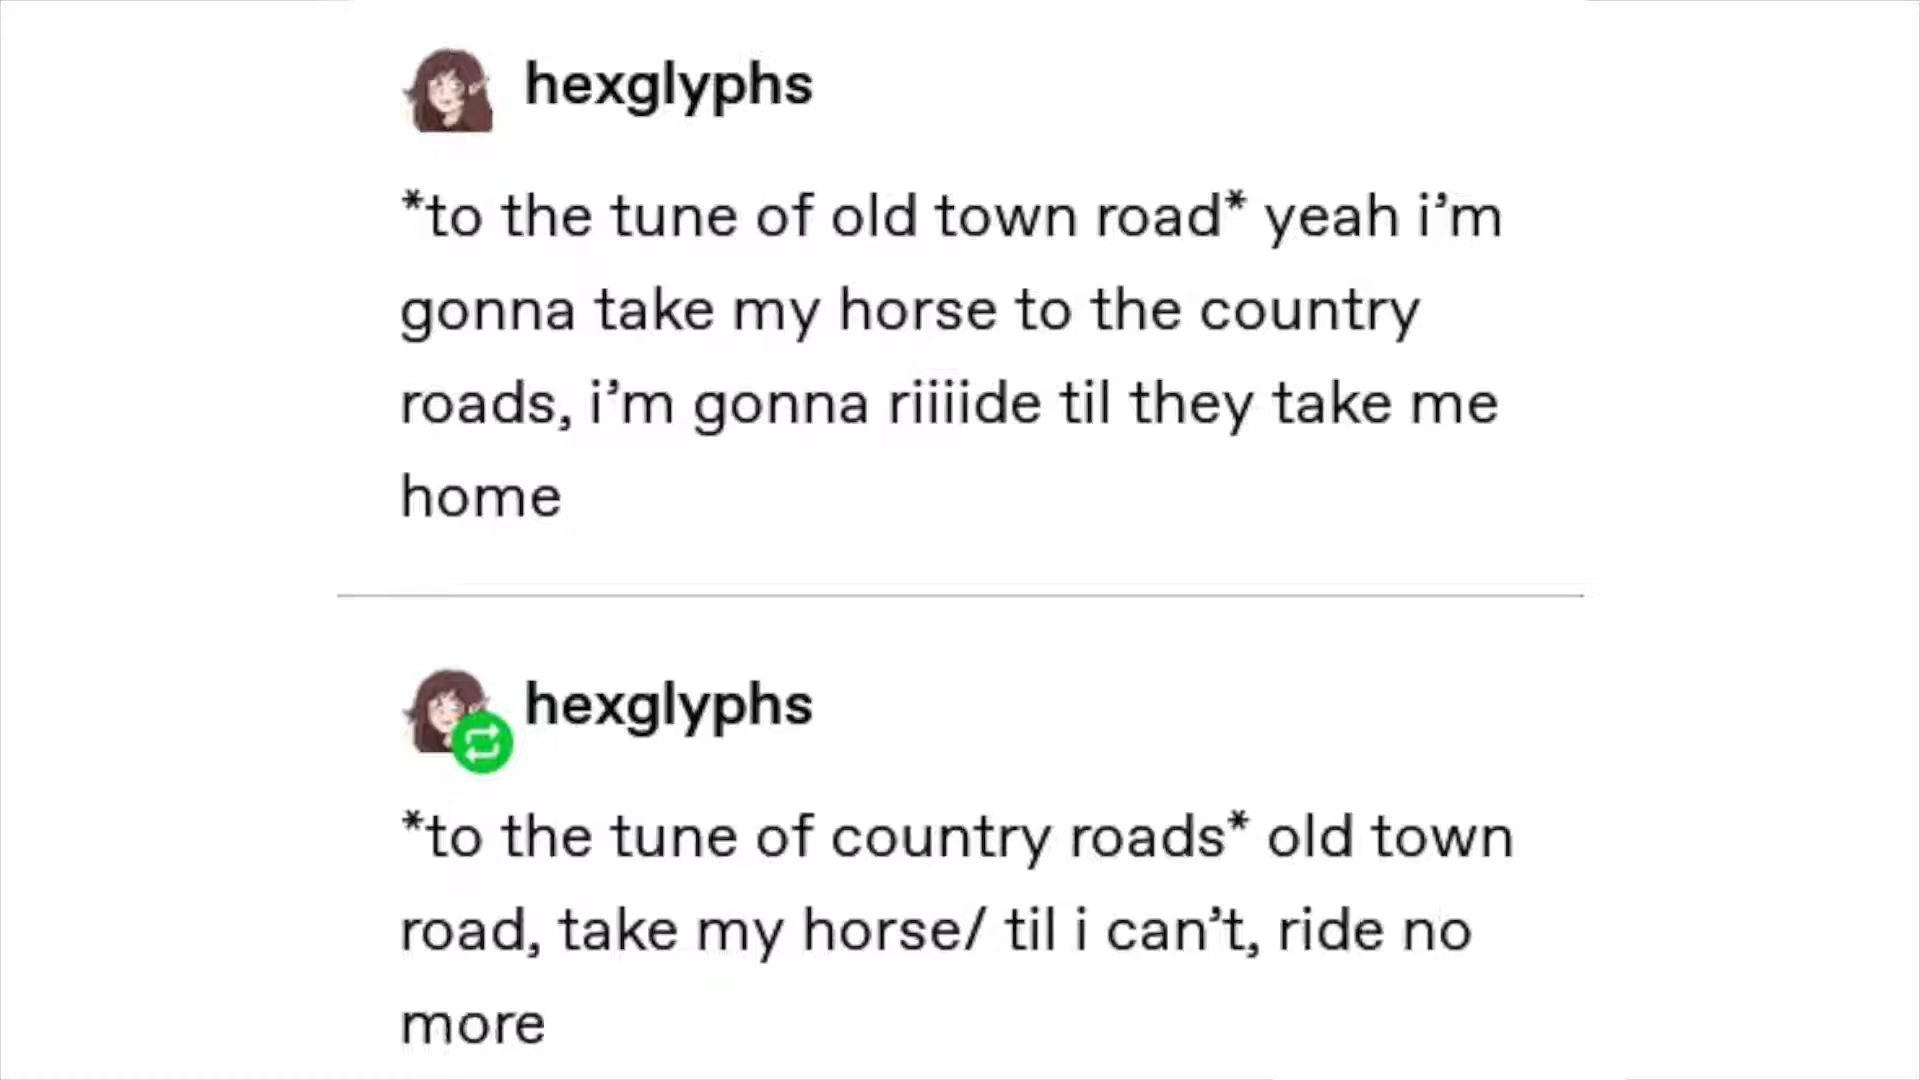 hexglyphs
*to the tune of old town road* yeah i’m
gonna take my horse to the country
roads, i’m gonna riiiide til they take me
home
hexglyphs
*to the tune of country roads* old town
road, take my horse/ til i can’t, ride no
more